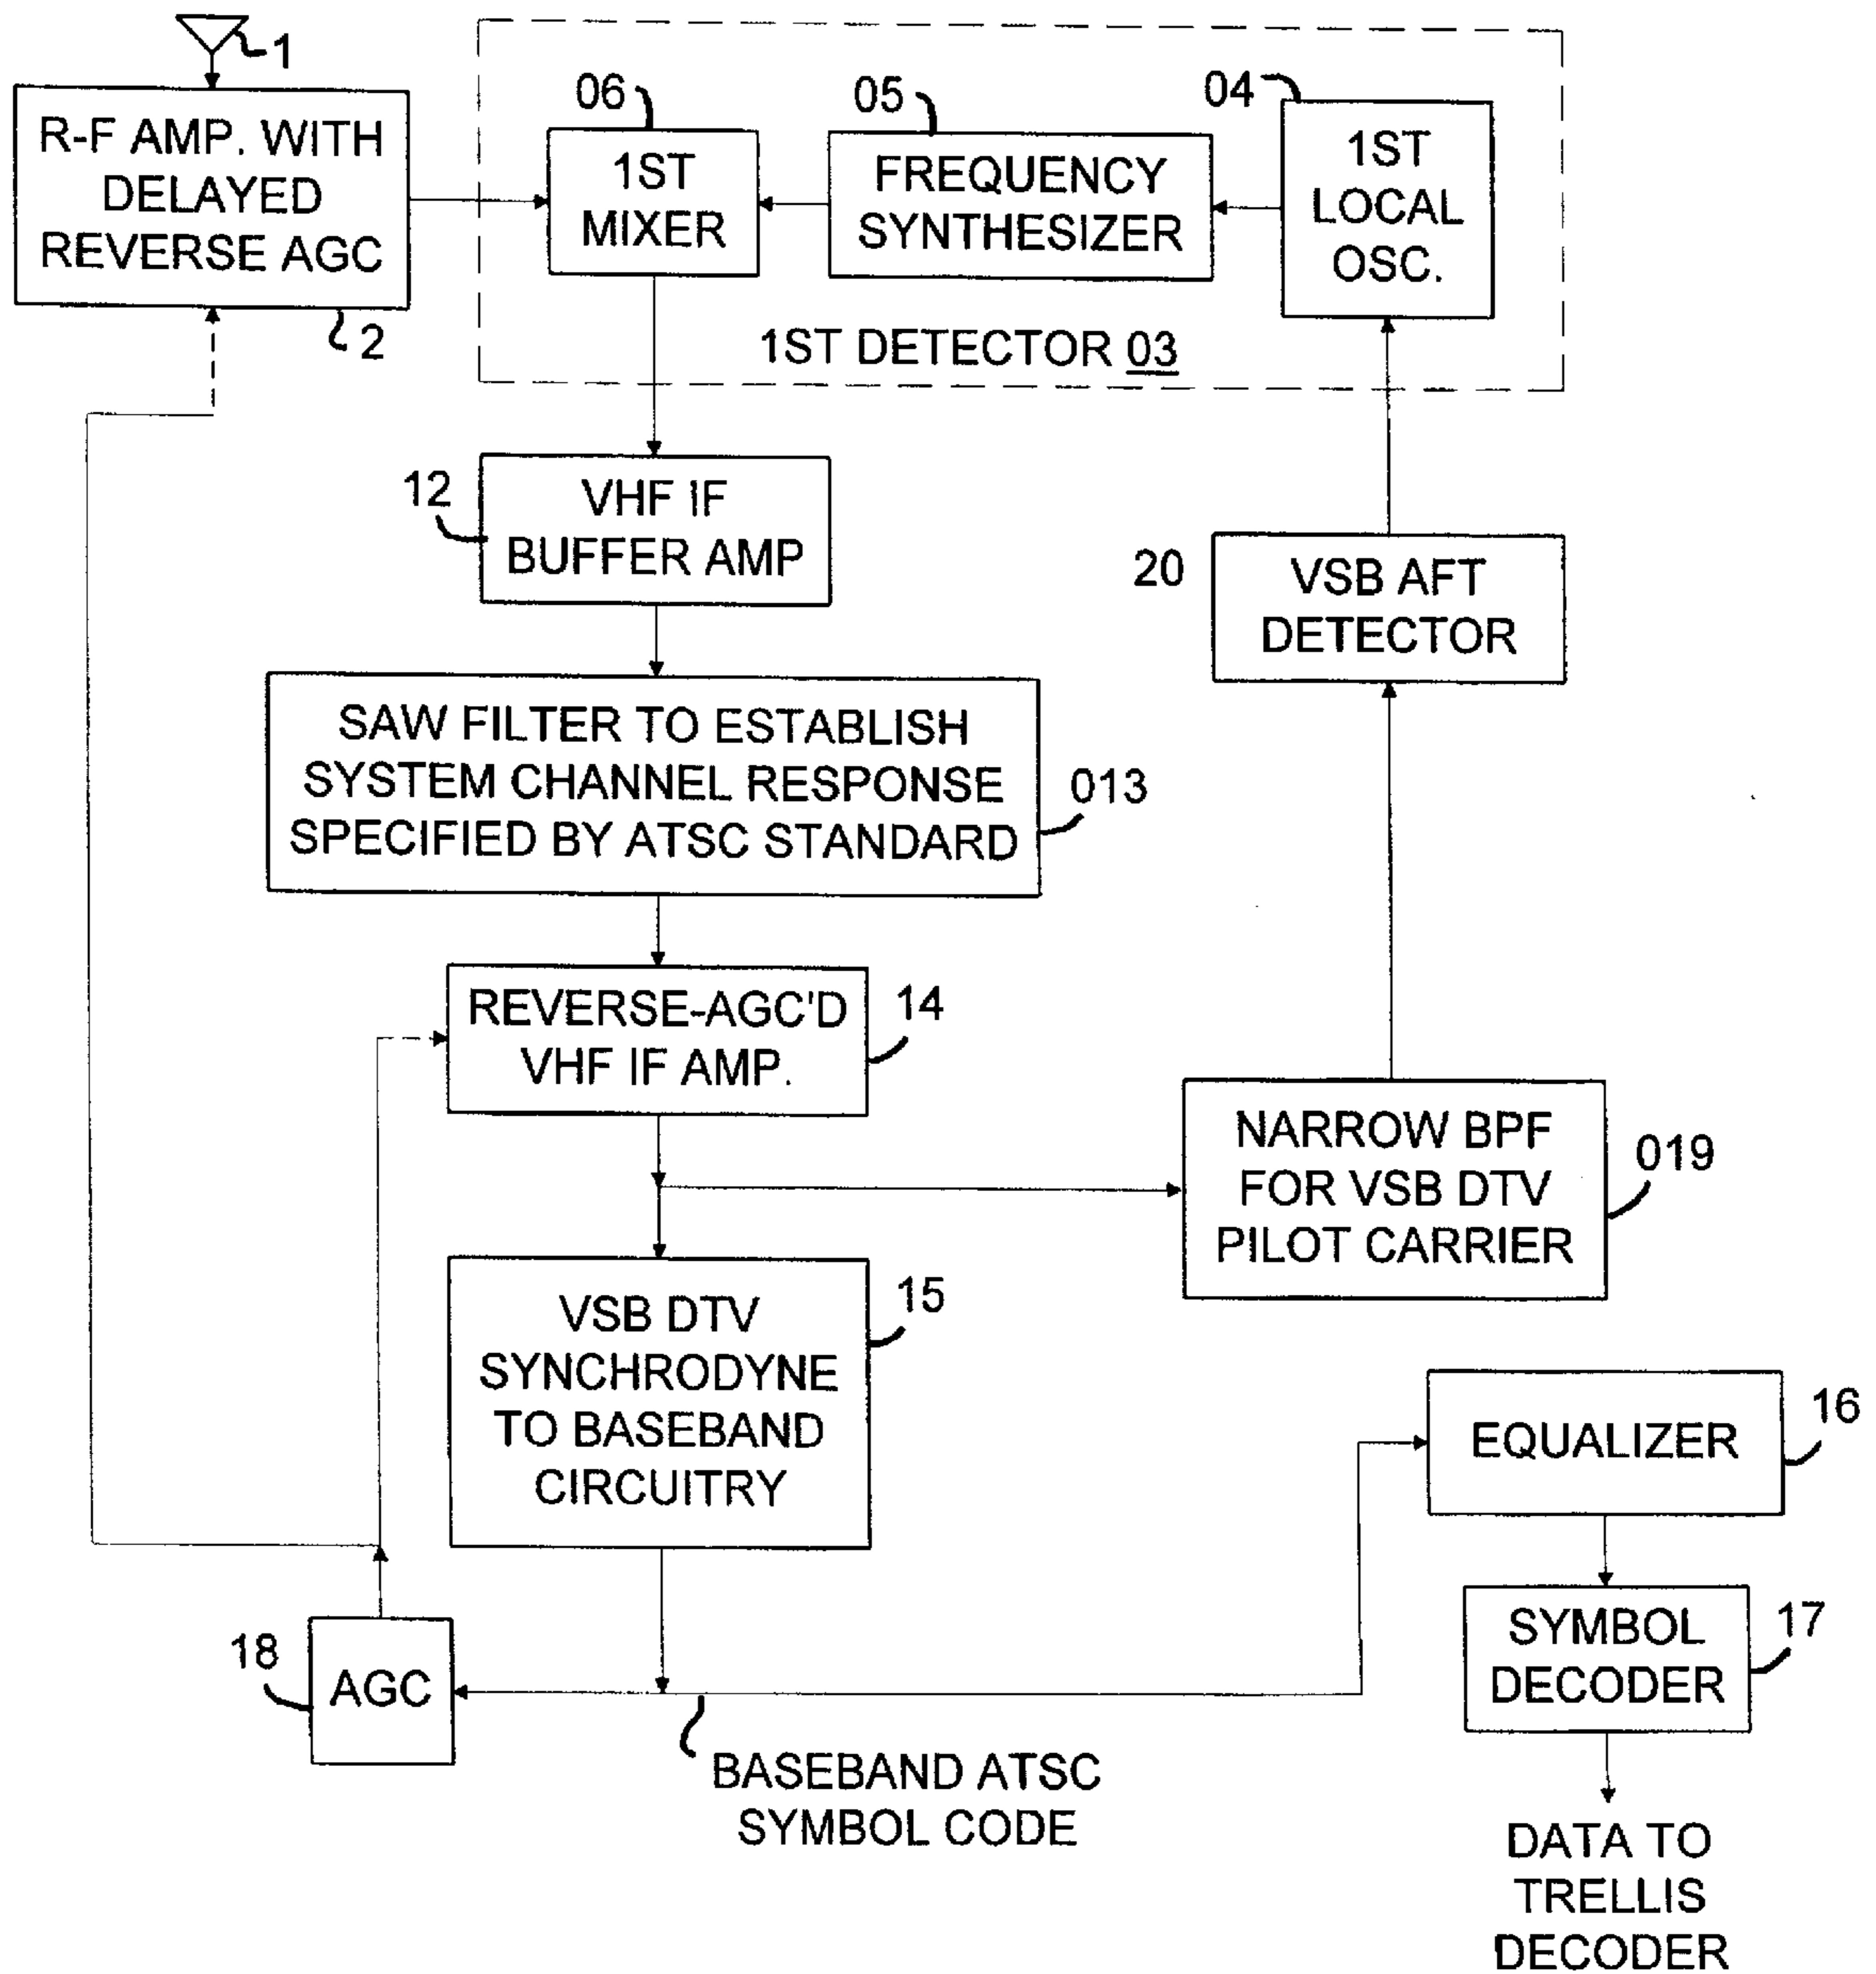 1
R-F AMP. WITH
DELAYED
REVERSE AGC
2
06
1ST
MIXER
05
FREQUENCY
SYNTHESIZER
04
1ST
LOCAL
OSC.
1ST DETECTOR 03
12
VHF IF
BUFFER AMP
20
VSB AFT
DETECTOR
SAW FILTER TO ESTABLISH
SYSTEM CHANNEL RESPONSE
SPECIFIED BY ATSC STANDARD
013
REVERSE-AGC'D
VHF IF AMP.
14
NARROW BPF
FOR VSB DTV
PILOT CARRIER
019
VSB DTV
SYNCHRODYNE
TO BASEBAND
CIRCUITRY
15
EQUALIZER
16
18
AGC
SYMBOL
DECODER
17
BASEBAND ATSC
SYMBOL CODE
DATA TO
TRELLIS
DECODER